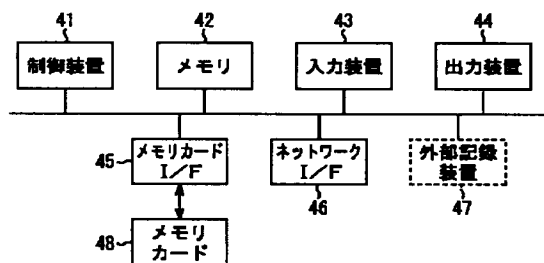 41
42
43
44
制御装置
メモリ
入力装置
出力装置
45
メモリカード
I/F
ネットワーク
I/F
46
外部記録
装置
47
48
メモリ
カード